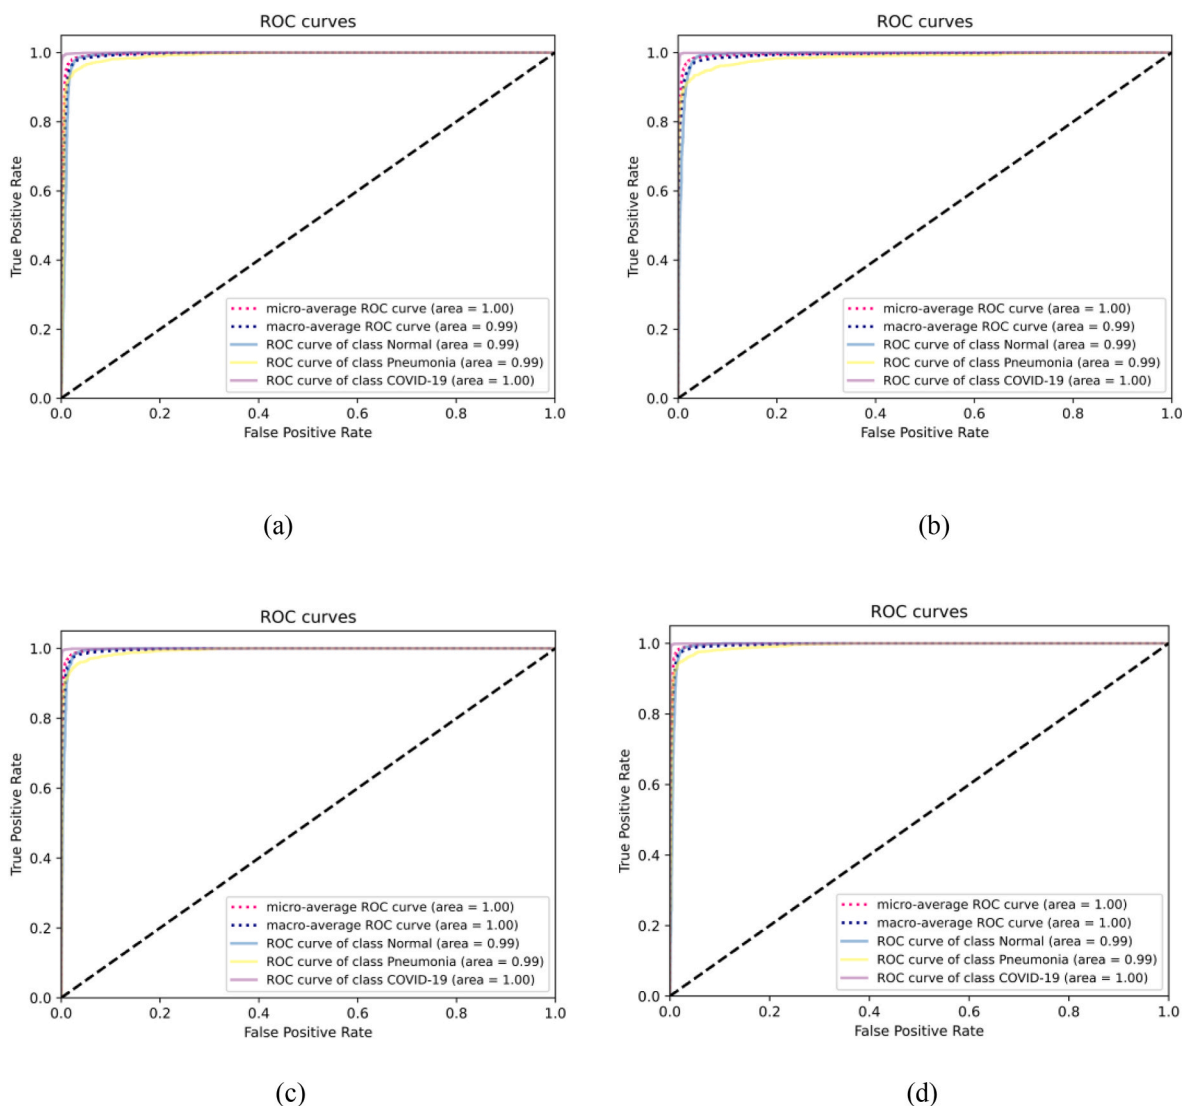 ROC curves
1.0
0.8
0.6
0.4
0.2
0.0
True Positive Rate
micro-average ROC curve (area = 1.00)
macro-average ROC curve (area = 0.99)
ROC curve of class Normal (area = 0.99)
ROC curve of class Pneumonia (area = 0.99)
ROC curve of class COVID-19 (area = 1.00)
0.0 0.2 0.4 0.6 0.8 1.0
False Positive Rate
(a)
ROC curves
1.0
0.8
0.6
0.4
0.2
0.0
True Positive Rate
micro-average ROC curve (area = 1.00)
macro-average ROC curve (area = 0.99)
ROC curve of class Normal (area = 0.99)
ROC curve of class Pneumonia (area = 0.99)
ROC curve of class COVID-19 (area = 1.00)
0.0 0.2 0.4 0.6 0.8 1.0
False Positive Rate
(b)
ROC curves
1.0
0.8
0.6
0.4
0.2
0.0
True Positive Rate
micro-average ROC curve (area = 1.00)
macro-average ROC curve (area = 1.00)
ROC curve of class Normal (area = 0.99)
ROC curve of class Pneumonia (area = 0.99)
ROC curve of class COVID-19 (area = 1.00)
0.0 0.2 0.4 0.6 0.8 1.0
False Positive Rate
(c)
ROC curves
1.0
0.8
0.6
0.4
0.2
0.0
True Positive Rate
micro-average ROC curve (area = 1.00)
macro-average ROC curve (area = 1.00)
ROC curve of class Normal (area = 0.99)
ROC curve of class Pneumonia (area = 0.99)
ROC curve of class COVID-19 (area = 1.00)
0.0 0.2 0.4 0.6 0.8 1.0
False Positive Rate
(d)